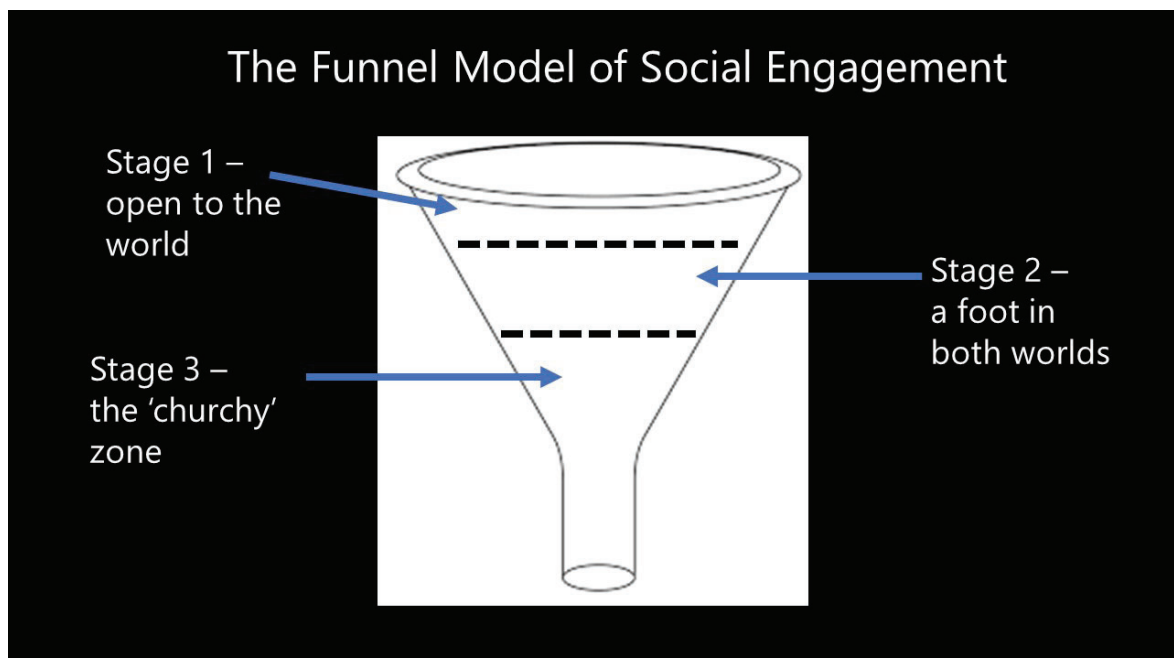 The Funnel Model of Social Engagement
Stage 1 –
open to the
world
Stage 2 –
a foot in
both worlds
Stage 3 –
the ‘churchy’
zone